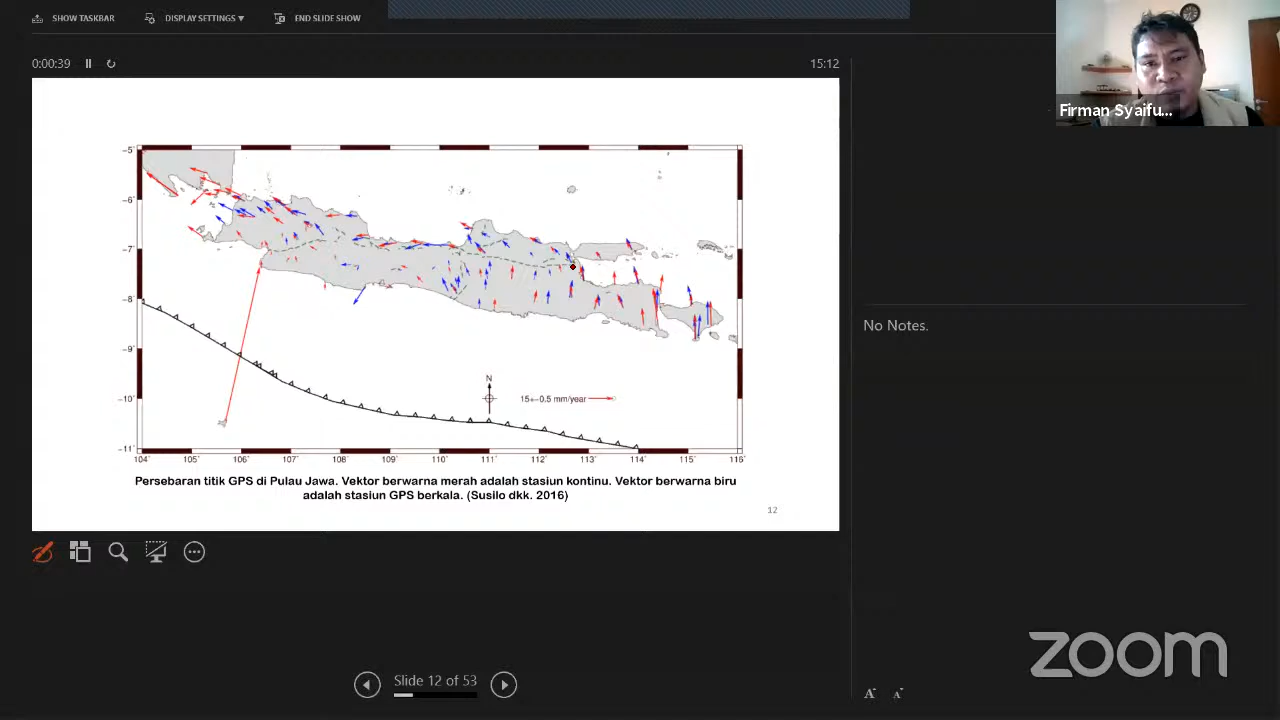 SHOW TASKBAR DISPLAY SETTINGS ▼ END SLIDE SHOW
0:00:39 15:12
Firman Syaifu...
-5°
-6°
-7°
-8°
-9°
-10°
-11°
N
15+-0.5 mm/year
104° 105° 106° 107° 108° 109° 110° 111° 112° 113° 114° 115° 116°
Persebaran titik GPS di Pulau Jawa. Vektor berwarna merah adalah stasiun kontinu. Vektor berwarna biru
adalah stasiun GPS berkala. (Susilo dkk. 2016)
12
No Notes.
Slide 12 of 53
A A
zoom